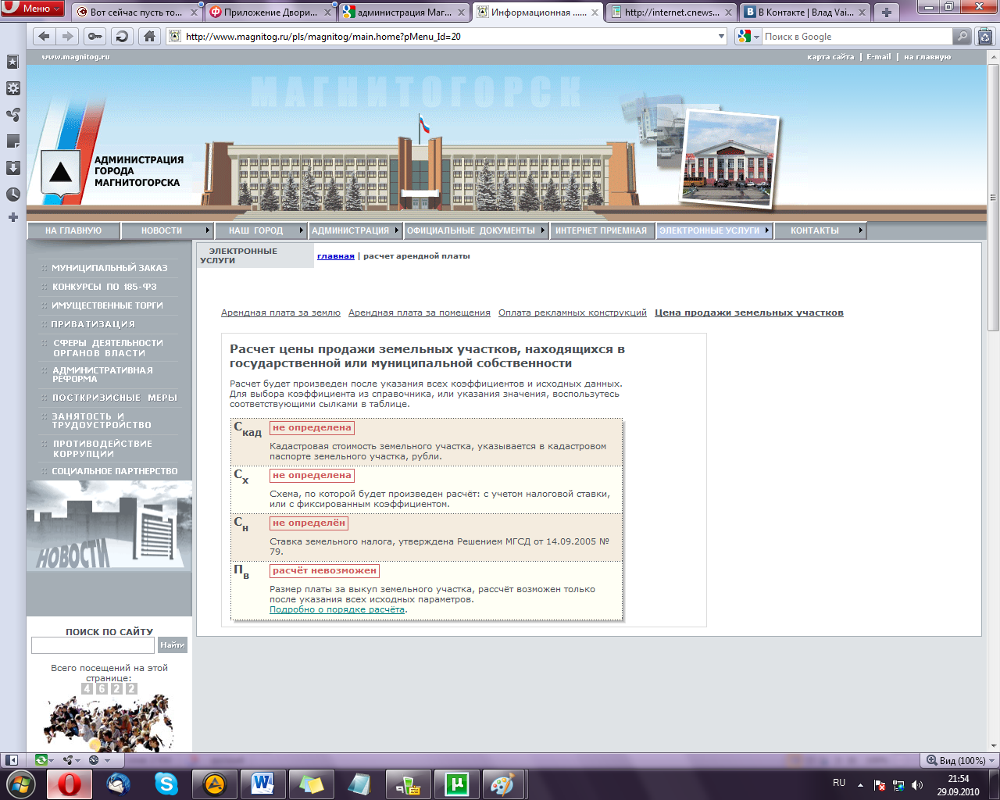 Меню
Вот сейчас пусть то...
Приложение Двори...
администрация Маг...
Информационная ......
http://internet.cnews...
В Контакте | Влад Vai...
http://www.magnitog.ru/pls/magnitog/main.home?pMenu_Id=20
Поиск в Google
www.magnitog.ru
карта сайта | E-mail | на главную
МАГНИТОГОРСК
АДМИНИСТРАЦИЯ
ГОРОДА
МАГНИТОГОРСКА
НА ГЛАВНУЮ
НОВОСТИ
НАШ ГОРОД
АДМИНИСТРАЦИЯ
ОФИЦИАЛЬНЫЕ ДОКУМЕНТЫ
ИНТЕРНЕТ ПРИЕМНАЯ
ЭЛЕКТРОННЫЕ УСЛУГИ
КОНТАКТЫ
МУНИЦИПАЛЬНЫЙ ЗАКАЗ
КОНКУРСЫ ПО 185-ФЗ
ИМУЩЕСТВЕННЫЕ ТОРГИ
ПРИВАТИЗАЦИЯ
СФЕРЫ ДЕЯТЕЛЬНОСТИ
ОРГАНОВ ВЛАСТИ
АДМИНИСТРАТИВНАЯ
РЕФОРМА
ПОСТКРИЗИСНЫЕ МЕРЫ
ЗАНЯТОСТЬ И
ТРУДОУСТРОЙСТВО
ПРОТИВОДЕЙСТВИЕ
КОРРУПЦИИ
СОЦИАЛЬНОЕ ПАРТНЕРСТВО
НОВОСТИ
ПОИСК ПО САЙТУ
Найти
Всего посещений на этой
странице:
4622
ЭЛЕКТРОННЫЕ
УСЛУГИ
главная | расчет арендной платы
Арендная плата за землю Арендная плата за помещения Оплата рекламных конструкций Цена продажи земельных участков
Расчет цены продажи земельных участков, находящихся в
государственной или муниципальной собственности
Расчет будет произведен после указания всех коэффициентов и исходных данных.
Для выбора коэффициента из справочника, или указания значения, воспользуйтесь
соответствующими сылками в таблице.
Скад не определена
Кадастровая стоимость земельного участка, указывается в кадастровом
паспорте земельного участка, рубли.
Сх не определена
Схема, по которой будет произведен расчёт: с учетом налоговой ставки,
или с фиксированным коэффициентом.
Сн не определён
Ставка земельного налога, утверждена Решением МГСД от 14.09.2005 №
79.
Пв расчёт невозможен
Размер платы за выкуп земельного участка, рассчёт возможен только
после указания всех исходных параметров.
Подробно о порядке расчёта.
Вид (100%)
RU
21:54
29.09.2010